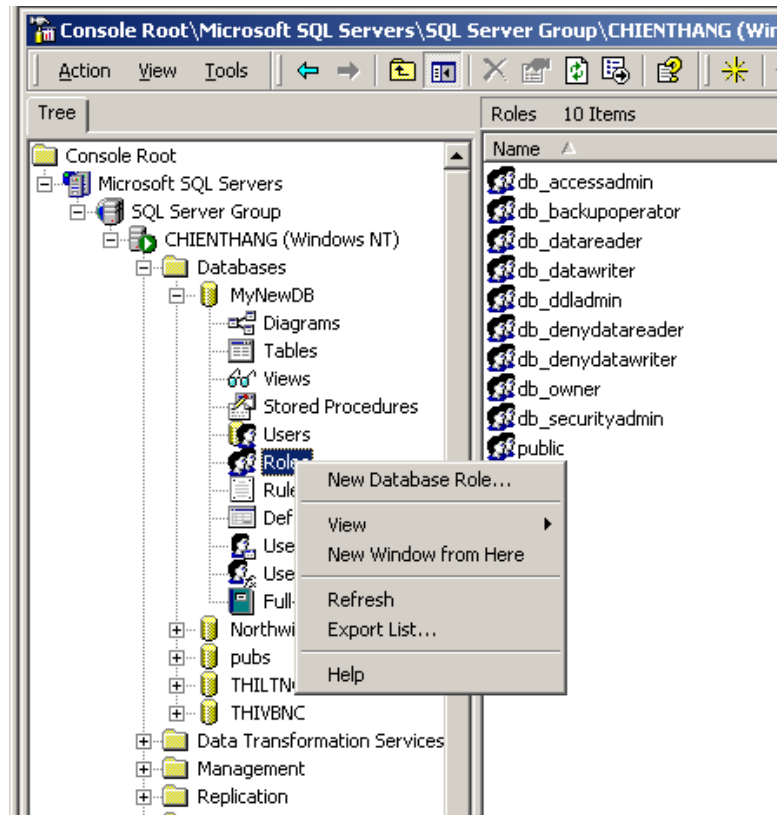 Console Root\Microsoft SQL Servers\SQL Server Group\CHIENTHANG (Win
Action View Tools
Tree
Roles 10 Items
Name
Console Root
Microsoft SQL Servers
SQL Server Group
CHIENTHANG (Windows NT)
Databases
MyNewDB
Diagrams
Tables
Views
Stored Procedures
Users
Roles
Rule
Def
Use
Use
Full-
Northwi
pubs
THILTN
THIVBNC
Data Transformation Services
Management
Replication
db_accessadmin
db_backupoperator
db_datareader
db_datawriter
db_ddladmin
db_denydatareader
db_denydatawriter
db_owner
db_securityadmin
public
New Database Role...
View
New Window from Here
Refresh
Export List...
Help